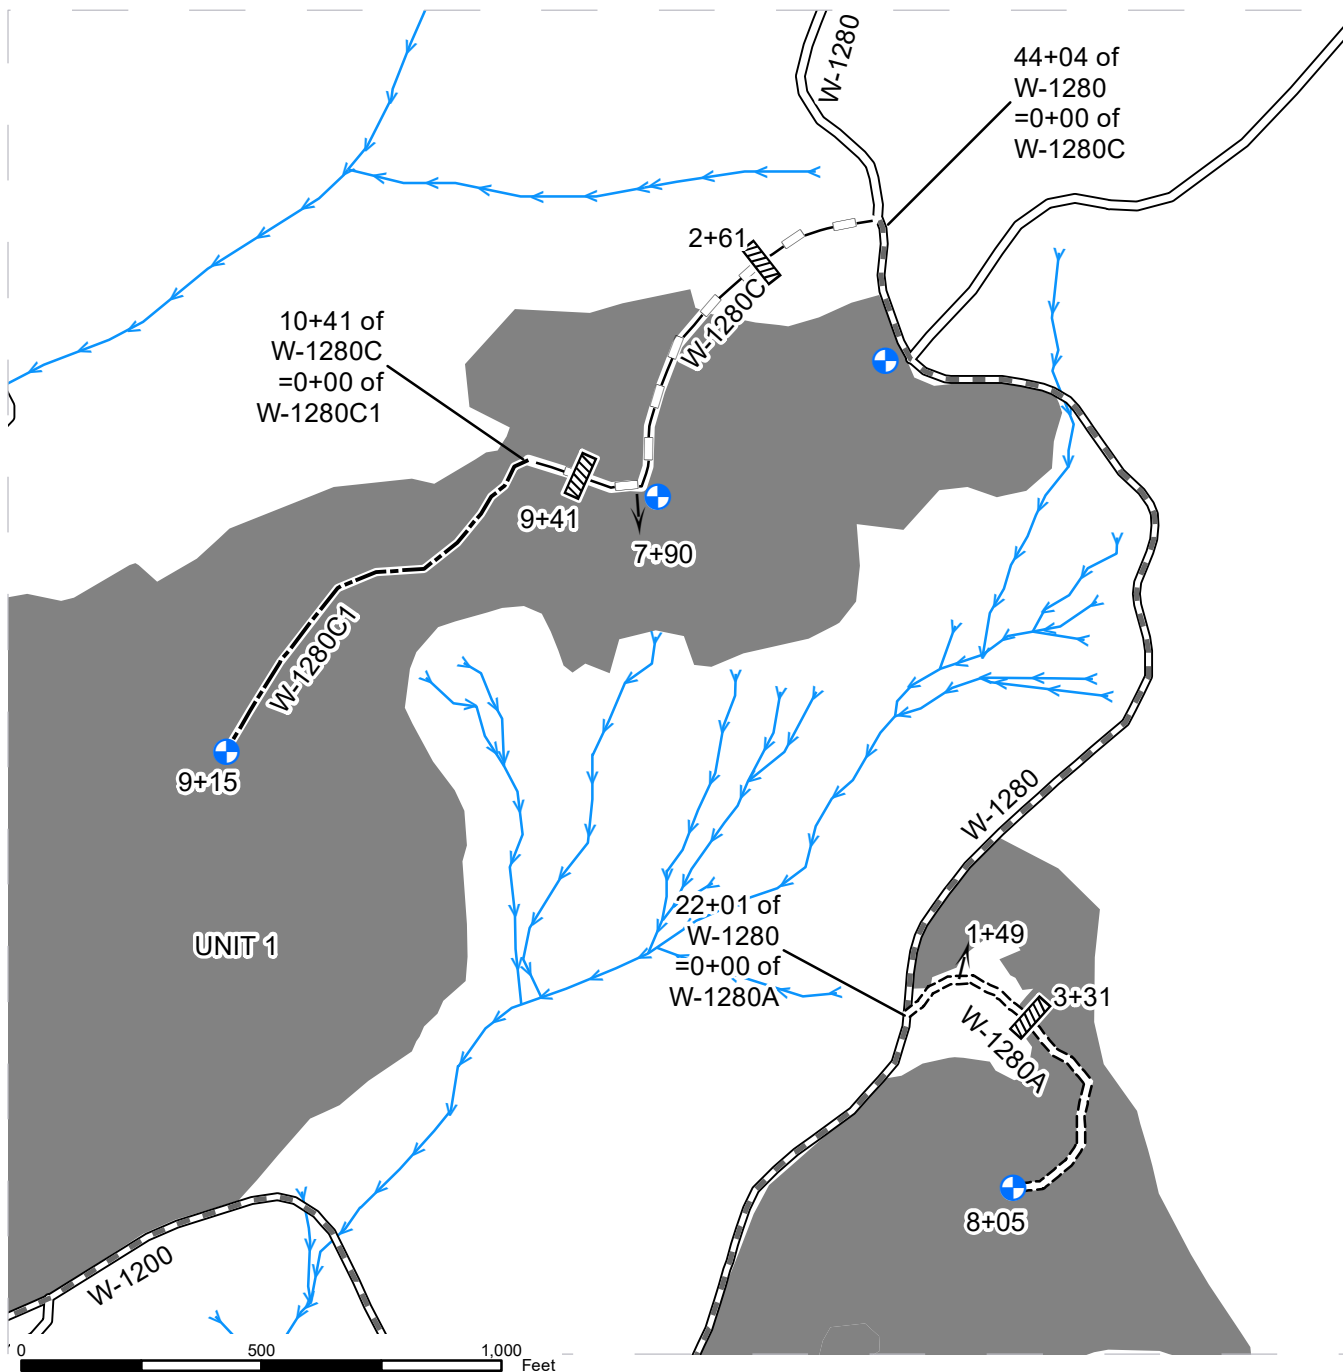 W-1280
44+04 of
W-1280
=0+00 of
W-1280C
2+61
W-1280C
10+41 of
W-1280C
=0+00 of
W-1280C1
9+41
7+90
W-1280C1
9+15
W-1280
UNIT 1
22+01 of
W-1280
=0+00 of
W-1280A
1+49
3+31
W-1280A
8+05
W-1200
0 500 1,000
Feet